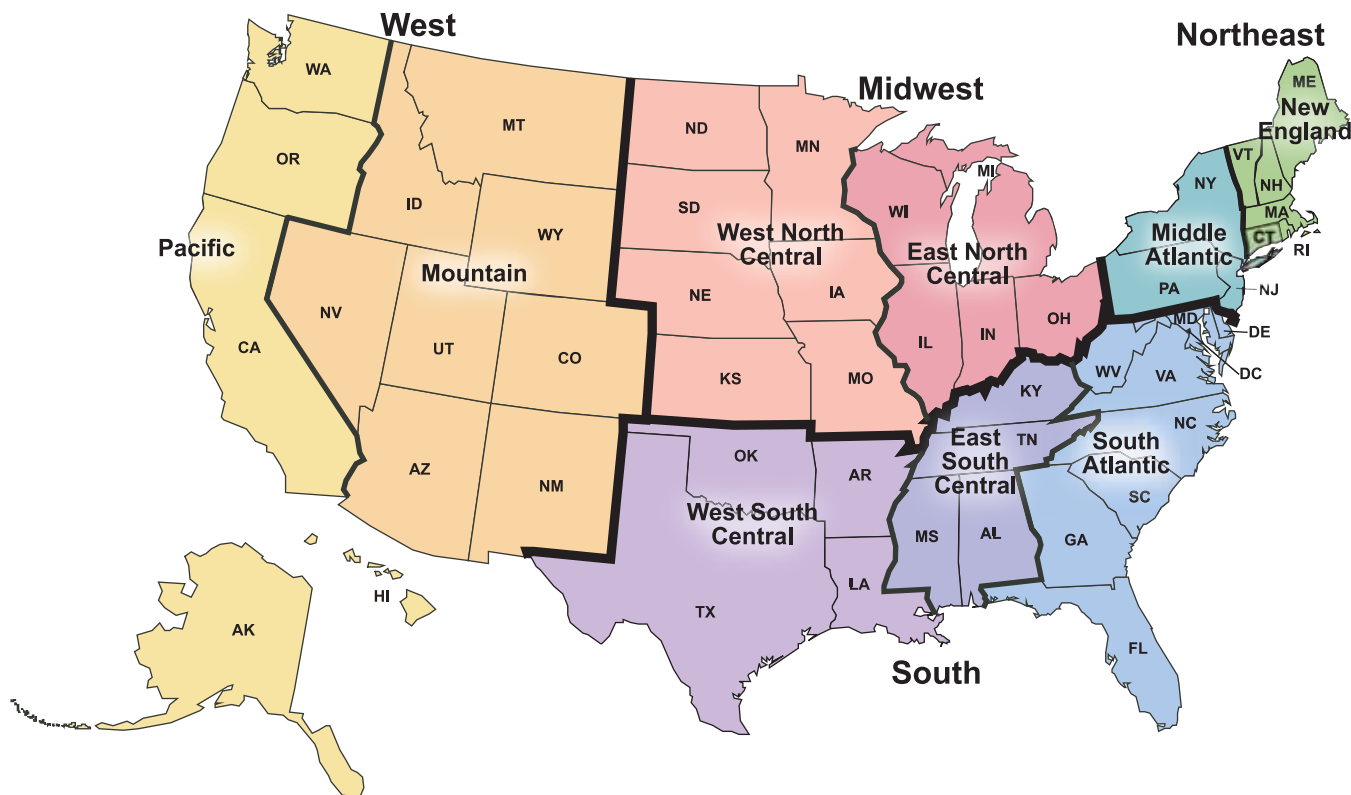 West
Northeast
Midwest
Pacific
Mountain
West North
Central
East North
Central
Middle
Atlantic
New
England
West South
Central
East
South
Central
South
Atlantic
South
WA
OR
CA
AK
HI
MT
ID
WY
NV
UT
CO
AZ
NM
ND
MN
SD
NE
IA
KS
MO
WI
MI
IL
IN
OH
NY
PA
NJ
ME
VT
NH
MA
CT
RI
OK
AR
TX
LA
KY
TN
MS
AL
MD
DE
DC
WV
VA
NC
SC
GA
FL